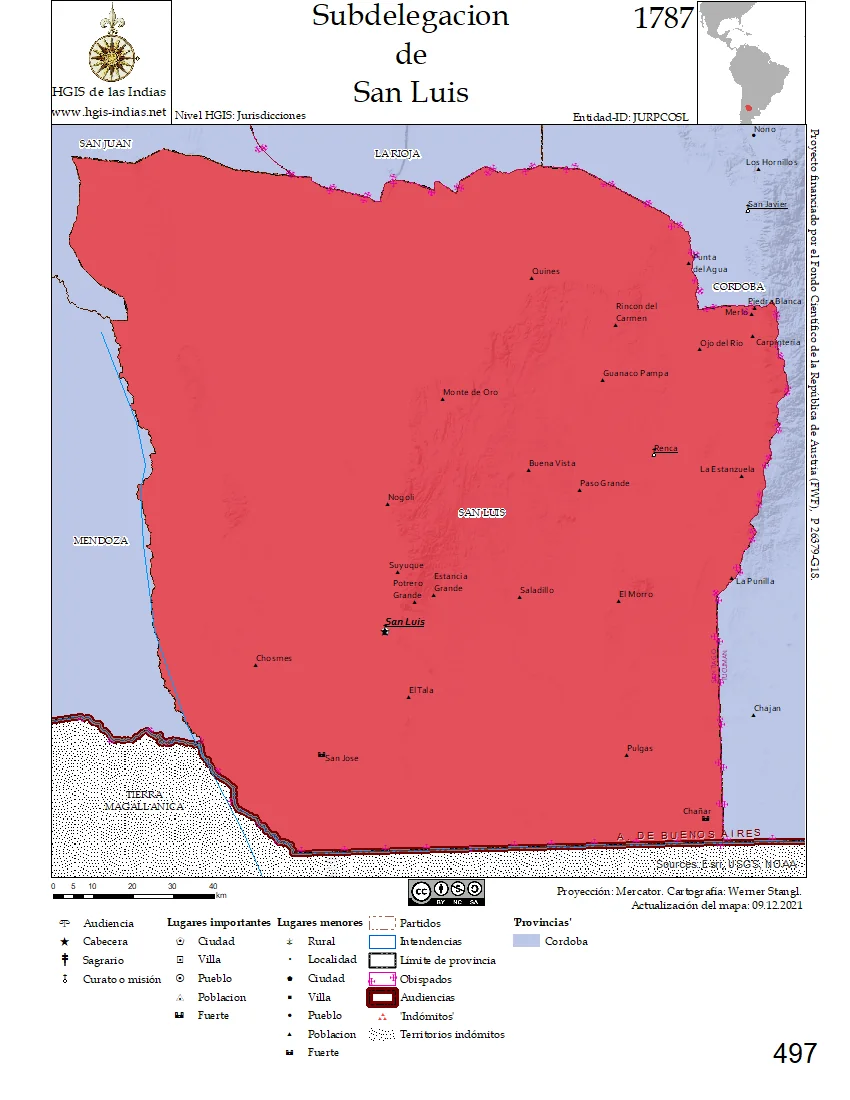 Subdelegacion
de
San Luis
1787
HGIS de las Indias
www.hgis-indias.net
Nivel HGIS: Jurisdicciones
Entidad-ID: JURPCOSL
SAN JUAN
LA RIOJA
Nono
Los Hornillos
San Javier
Punta
del Agua
Quines
CORDOBA
Piedra Blanca
Merlo
Rincon del
Carmen
Ojo del Rio
Carpinteria
Guanaco Pampa
Monte de Oro
Renca
Buena Vista
La Estanzuela
Paso Grande
Nogoli
SAN LUIS
MENDOZA
Suyuque
Potrero
Grande
Estancia
Grande
Saladillo
El Morro
La Punilla
San Luis
Chosmes
SANTIAGO
TUCUMAN
El Tala
Chajan
Pulgas
San Jose
TIERRA
MAGALLANICA
Chañar
A. DE BUENOS AIRES
Sources: Esri, USGS, NOAA
Proyecto financiado por el Fondo Científico de la República de Austria (FWF), P 26379-G18.
0 5 10 20 30 40
km
CC BY NC SA
Proyección: Mercator. Cartografía: Werner Stangl.
Actualización del mapa: 09.12.2021
Audiencia
Cabecera
Sagrario
Curato o misión
Lugares importantes
Ciudad
Villa
Pueblo
Poblacion
Fuerte
Lugares menores
Rural
Localidad
Ciudad
Villa
Pueblo
Poblacion
Fuerte
Partidos
Intendencias
Límite de provincia
Obispados
Audiencias
'Indómitos'
Territorios indómitos
'Provincias'
Cordoba
497